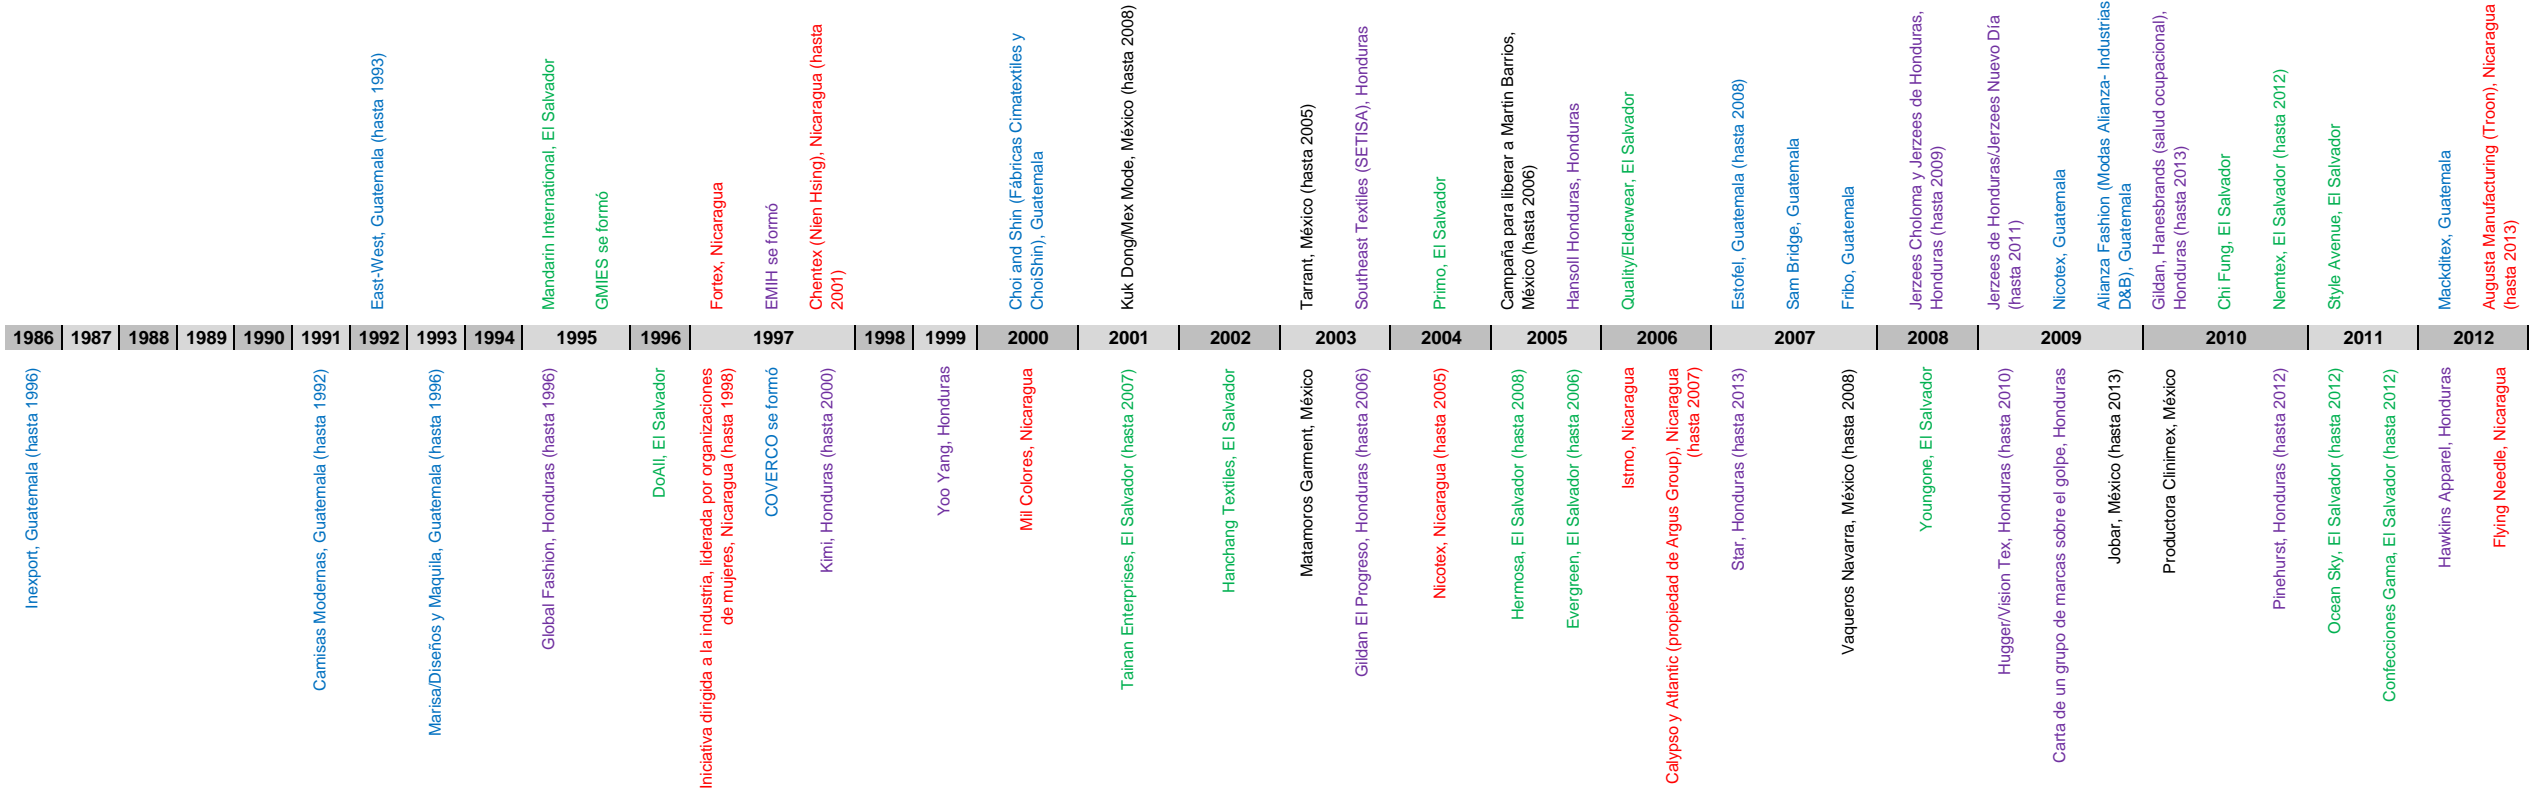 East-West, Guatemala (hasta 1993)
Mandarin International, El Salvador
GMIES se formó
Fortex, Nicaragua
EMIH se formó
Chentex (Nien Hsing), Nicaragua (hasta
2001)
Choi and Shin (Fábricas Cimatextiles y
ChoiShin), Guatemala
Kuk Dong/Mex Mode, México (hasta 2008)
Tarrant, México (hasta 2005)
Southeast Textiles (SETISA), Honduras
Primo, El Salvador
Campaña para liberar a Martin Barrios,
México (hasta 2006)
Hansoll Honduras, Honduras
Quality/Elderwear, El Salvador
Estofel, Guatemala (hasta 2008)
Sam Bridge, Guatemala
Fribo, Guatemala
Jerzees Choloma y Jerzees de Honduras,
Honduras (hasta 2009)
Jerzees de Honduras/Jerzees Nuevo Día
(hasta 2011)
Nicotex, Guatemala
Alianza Fashion (Modas Alianza- Industrias
D&B), Guatemala
Gildan, Hanesbrands (salud ocupacional),
Honduras (hasta 2013)
Chi Fung, El Salvador
Nemtex, El Salvador (hasta 2012)
Style Avenue, El Salvador
Mackditex, Guatemala
Augusta Manufacturing (Troon), Nicaragua
(hasta 2013)
1986 1987 1988 1989 1990 1991 1992 1993 1994 1995 1996 1997 1998 1999 2000 2001 2002 2003 2004 2005 2006 2007 2008 2009 2010 2011 2012
Inexport, Guatemala (hasta 1996)
Camisas Modernas, Guatemala (hasta 1992)
Marisa/Diseños y Maquila, Guatemala (hasta 1996)
Global Fashion, Honduras (hasta 1996)
DoAll, El Salvador
Iniciativa dirigida a la industria, liderada por organizaciones
de mujeres, Nicaragua (hasta 1998)
COVERCO se formó
Kimi, Honduras (hasta 2000)
Yoo Yang, Honduras
Mil Colores, Nicaragua
Tainan Enterprises, El Salvador (hasta 2007)
Hanchang Textiles, El Salvador
Matamoros Garment, México
Gildan El Progreso, Honduras (hasta 2006)
Nicotex, Nicaragua (hasta 2005)
Hermosa, El Salvador (hasta 2008)
Evergreen, El Salvador (hasta 2006)
Istmo, Nicaragua
Calypso y Atlantic (propiedad de Argus Group), Nicaragua
(hasta 2007)
Star, Honduras (hasta 2013)
Vaqueros Navarra, México (hasta 2008)
Youngone, El Salvador
Hugger/Vision Tex, Honduras (hasta 2010)
Carta de un grupo de marcas sobre el golpe, Honduras
Jobar, México (hasta 2013)
Productora Clinimex, México
Pinehurst, Honduras (hasta 2012)
Ocean Sky, El Salvador (hasta 2012)
Confecciones Gama, El Salvador (hasta 2012)
Hawkins Apparel, Honduras
Flying Needle, Nicaragua